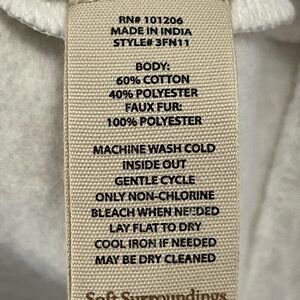 RN# 101206
MADE IN INDIA
STYLE# 3FN11
BODY:
60% COTTON
40% POLYESTER
FAUX FUR:
100% POLYESTER
MACHINE WASH COLD
INSIDE OUT
GENTLE CYCLE
ONLY NON-CHLORINE
BLEACH WHEN NEEDED
LAY FLAT TO DRY
COOL IRON IF NEEDED
MAY BE DRY CLEANED
Soft Surroundings